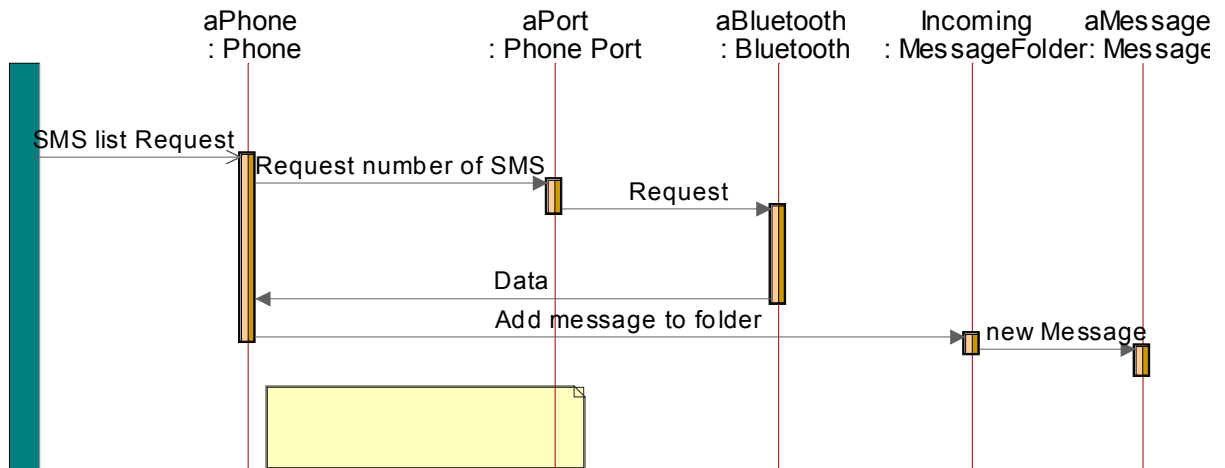 aPhone
: Phone
aPort
: Phone Port
aBluetooth
: Bluetooth
Incoming
: MessageFolder
aMessage
: Message
SMS list Request
Request number of SMS
Request
Data
Add message to folder
new Message